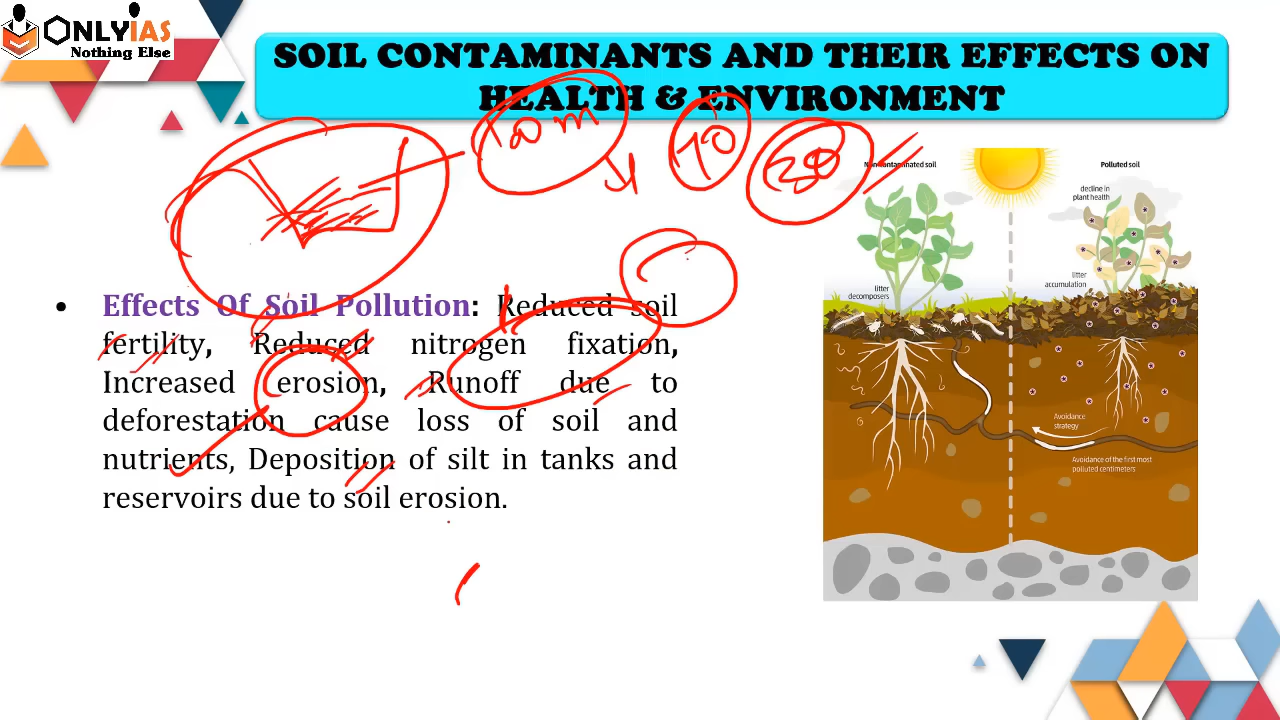 ONLYIAS
Nothing Else
SOIL CONTAMINANTS AND THEIR EFFECTS ON
HEALTH & ENVIRONMENT
Non-contaminated soil
Polluted soil
decline in
plant health
litter
decomposers
litter
accumulation
• Effects Of Soil Pollution: Reduced soil
fertility, Reduced nitrogen fixation,
Increased erosion, Runoff due to
deforestation cause loss of soil and
nutrients, Deposition of silt in tanks and
reservoirs due to soil erosion.
Avoidance
strategy
Avoidance of the first most
polluted centimeters